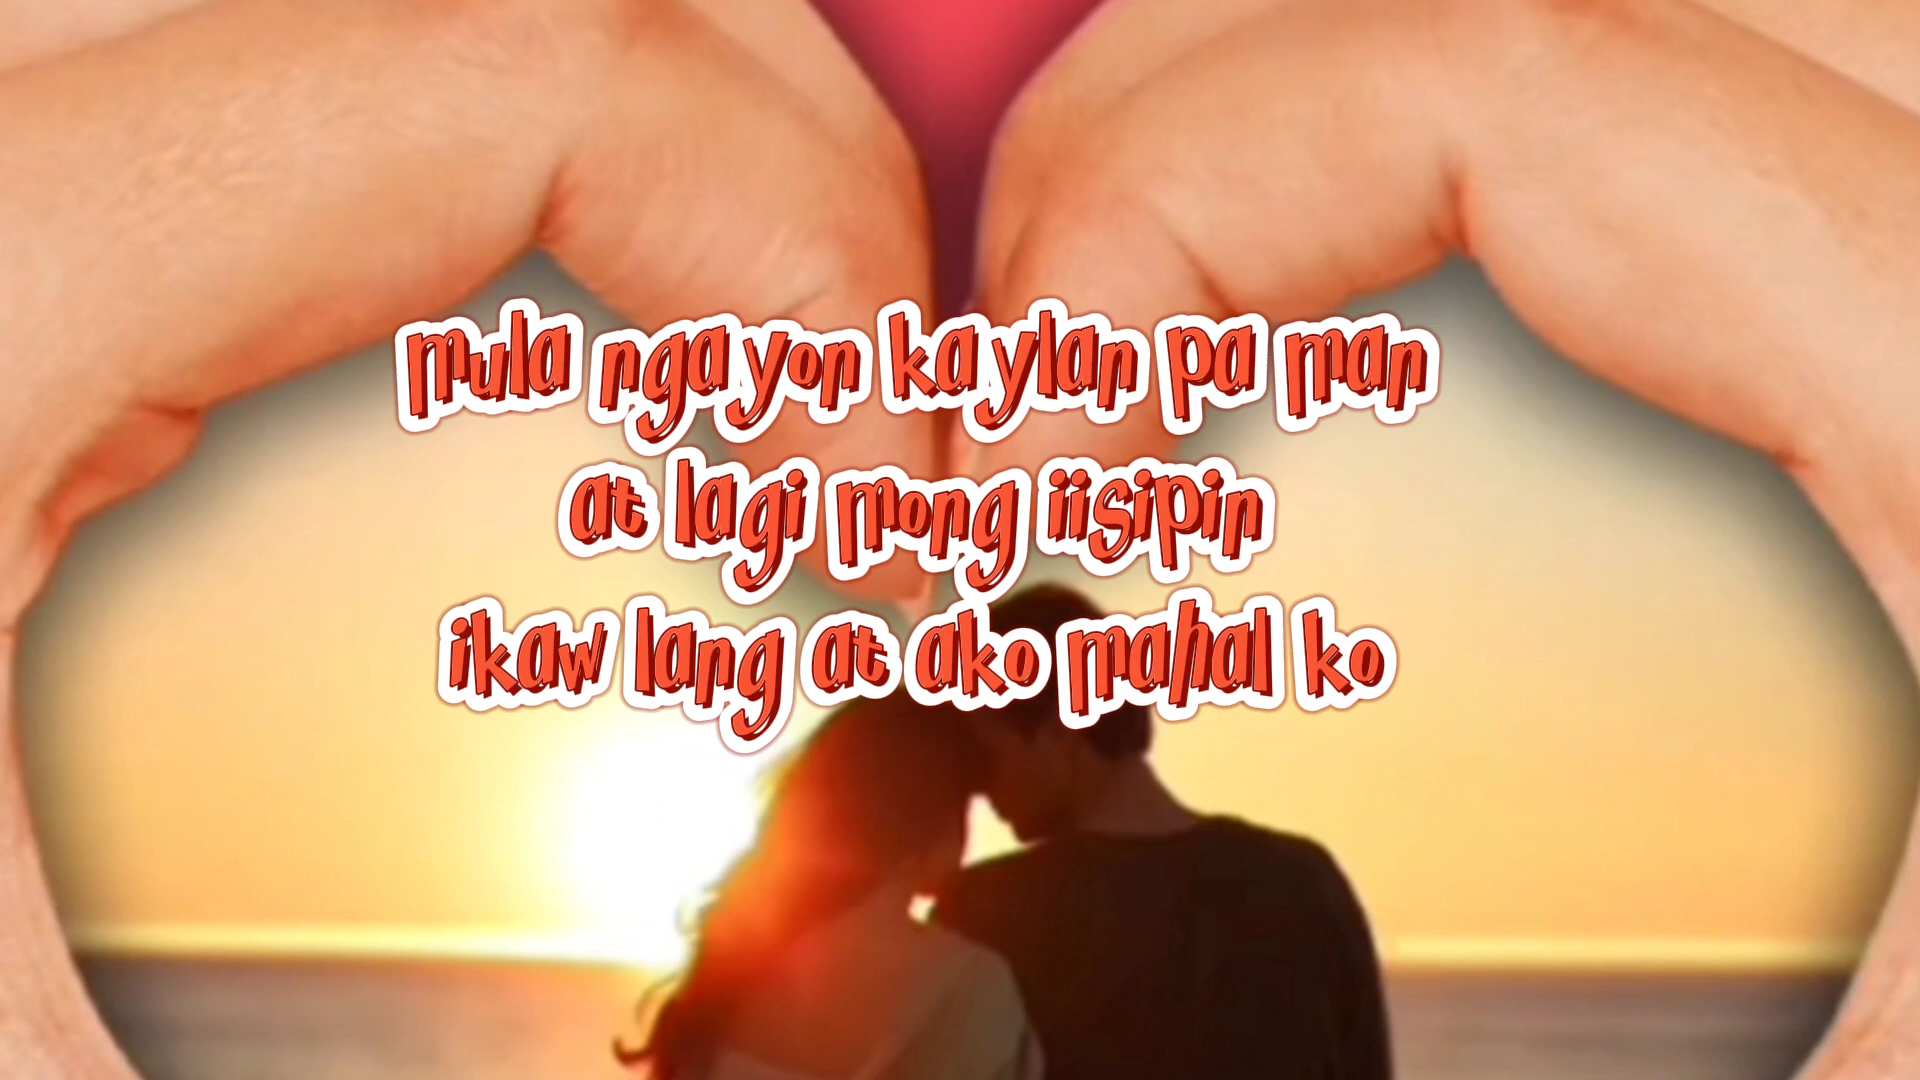 mula ngayon kaylan pa man
at lagi mong iisipin
ikaw lang at ako mahal ko